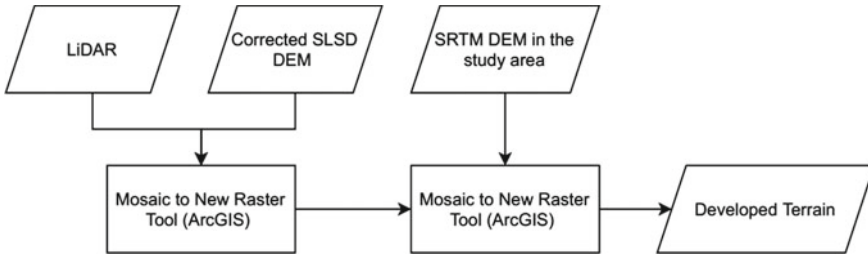 LiDAR
Corrected SLSD
DEM
SRTM DEM in the
study area
Mosaic to New Raster
Tool (ArcGIS)
Mosaic to New Raster
Tool (ArcGIS)
Developed Terrain